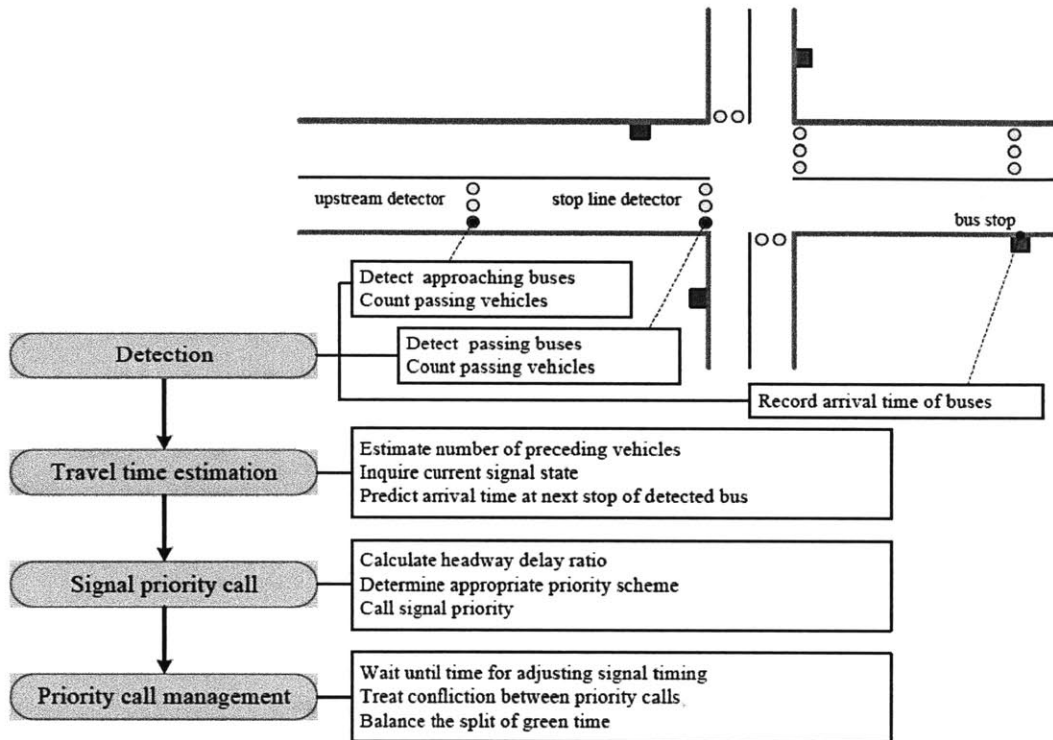 upstream detector
stop line detector
bus stop
Detect approaching buses
Count passing vehicles
Detect passing buses
Count passing vehicles
Detection
Record arrival time of buses
Estimate number of preceding vehicles
Travel time estimation
Inquire current signal state
Predict arrival time at next stop of detected bus
Calculate headway delay ratio
Signal priority call
Determine appropriate priority scheme
Call signal priority
Wait until time for adjusting signal timing
Priority call management
Treat confliction between priority calls
Balance the split of green time